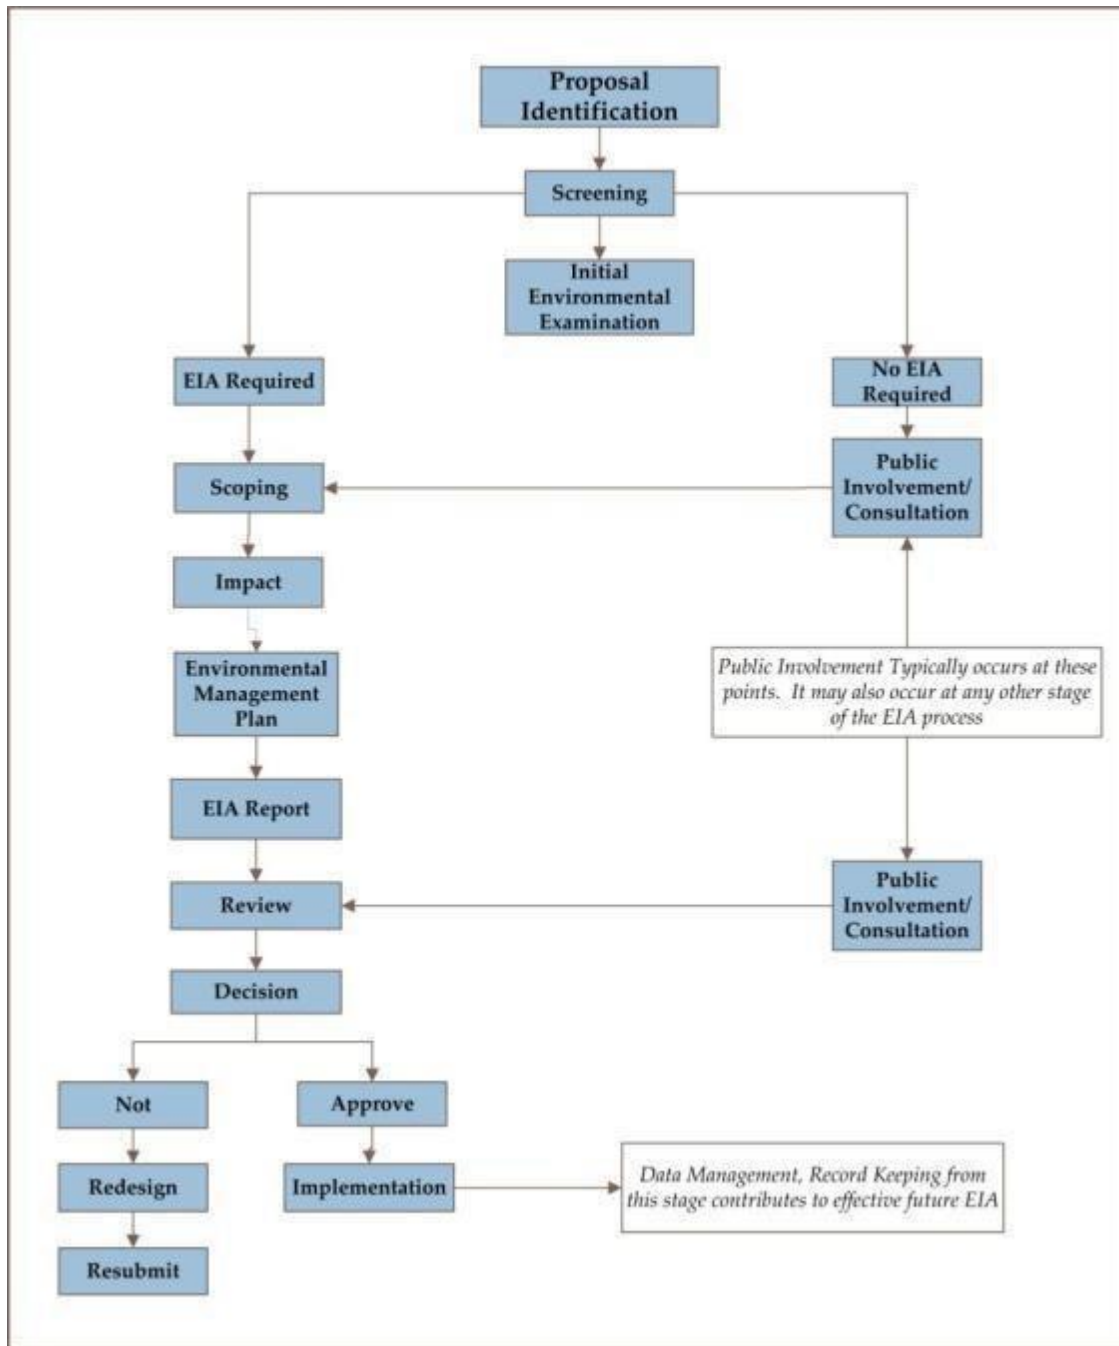 Proposal
Identification
Screening
Initial
Environmental
Examination
EIA Required
No EIA
Required
Scoping
Public
Involvement/
Consultation
Impact
Environmental
Management
Plan
Public Involvement Typically occurs at these
points. It may also occur at any other stage
of the EIA process
EIA Report
Review
Public
Involvement/
Consultation
Decision
Not
Approve
Redesign
Implementation
Data Management, Record Keeping from
this stage contributes to effective future EIA
Resubmit